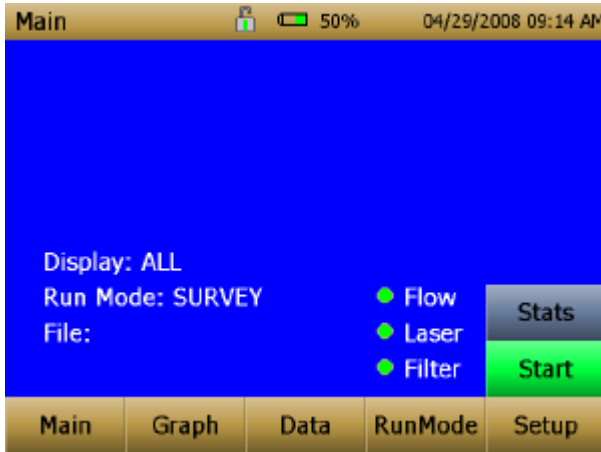 Main 50% 04/29/2008 09:14 AM
Display: ALL
Run Mode: SURVEY
File:
Flow
Laser
Filter
Stats
Start
Main Graph Data RunMode Setup